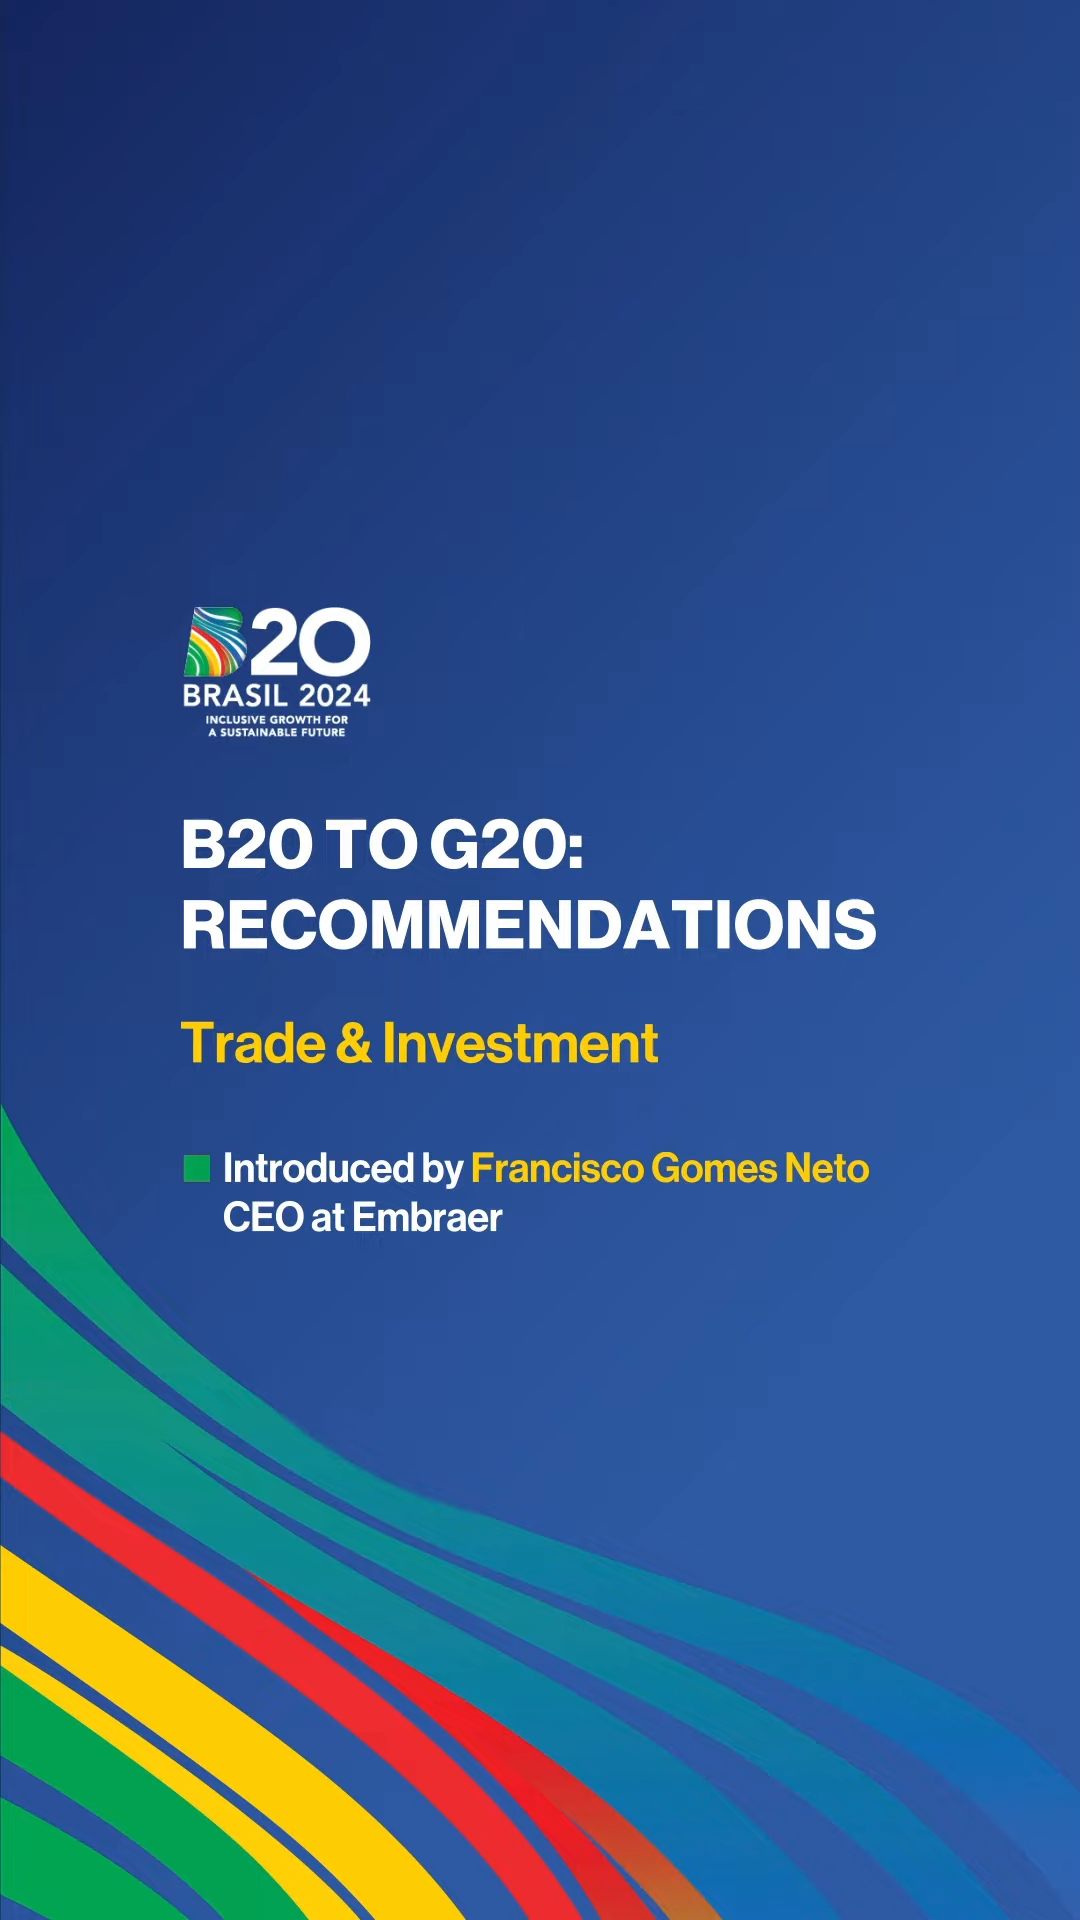 B20
BRASIL 2024
INCLUSIVE GROWTH FOR
A SUSTAINABLE FUTURE
B20 TO G20:
RECOMMENDATIONS
Trade & Investment
Introduced by Francisco Gomes Neto
CEO at Embraer